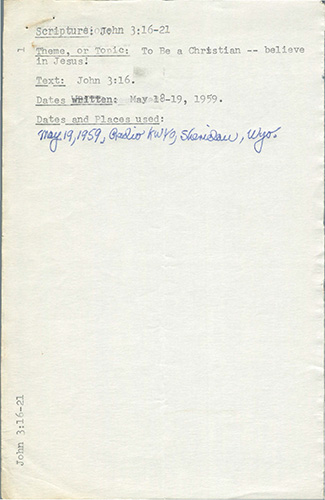 Scripture: John 3:16-21
1 Theme, or Topic: To Be a Christian -- believe
in Jesus!
Text: John 3:16.
Dates Written: May 18-19, 1959.
Dates and Places used:
May 19, 1959, Radio KWYO, Sheridan, Wyo.
John 3:16-21